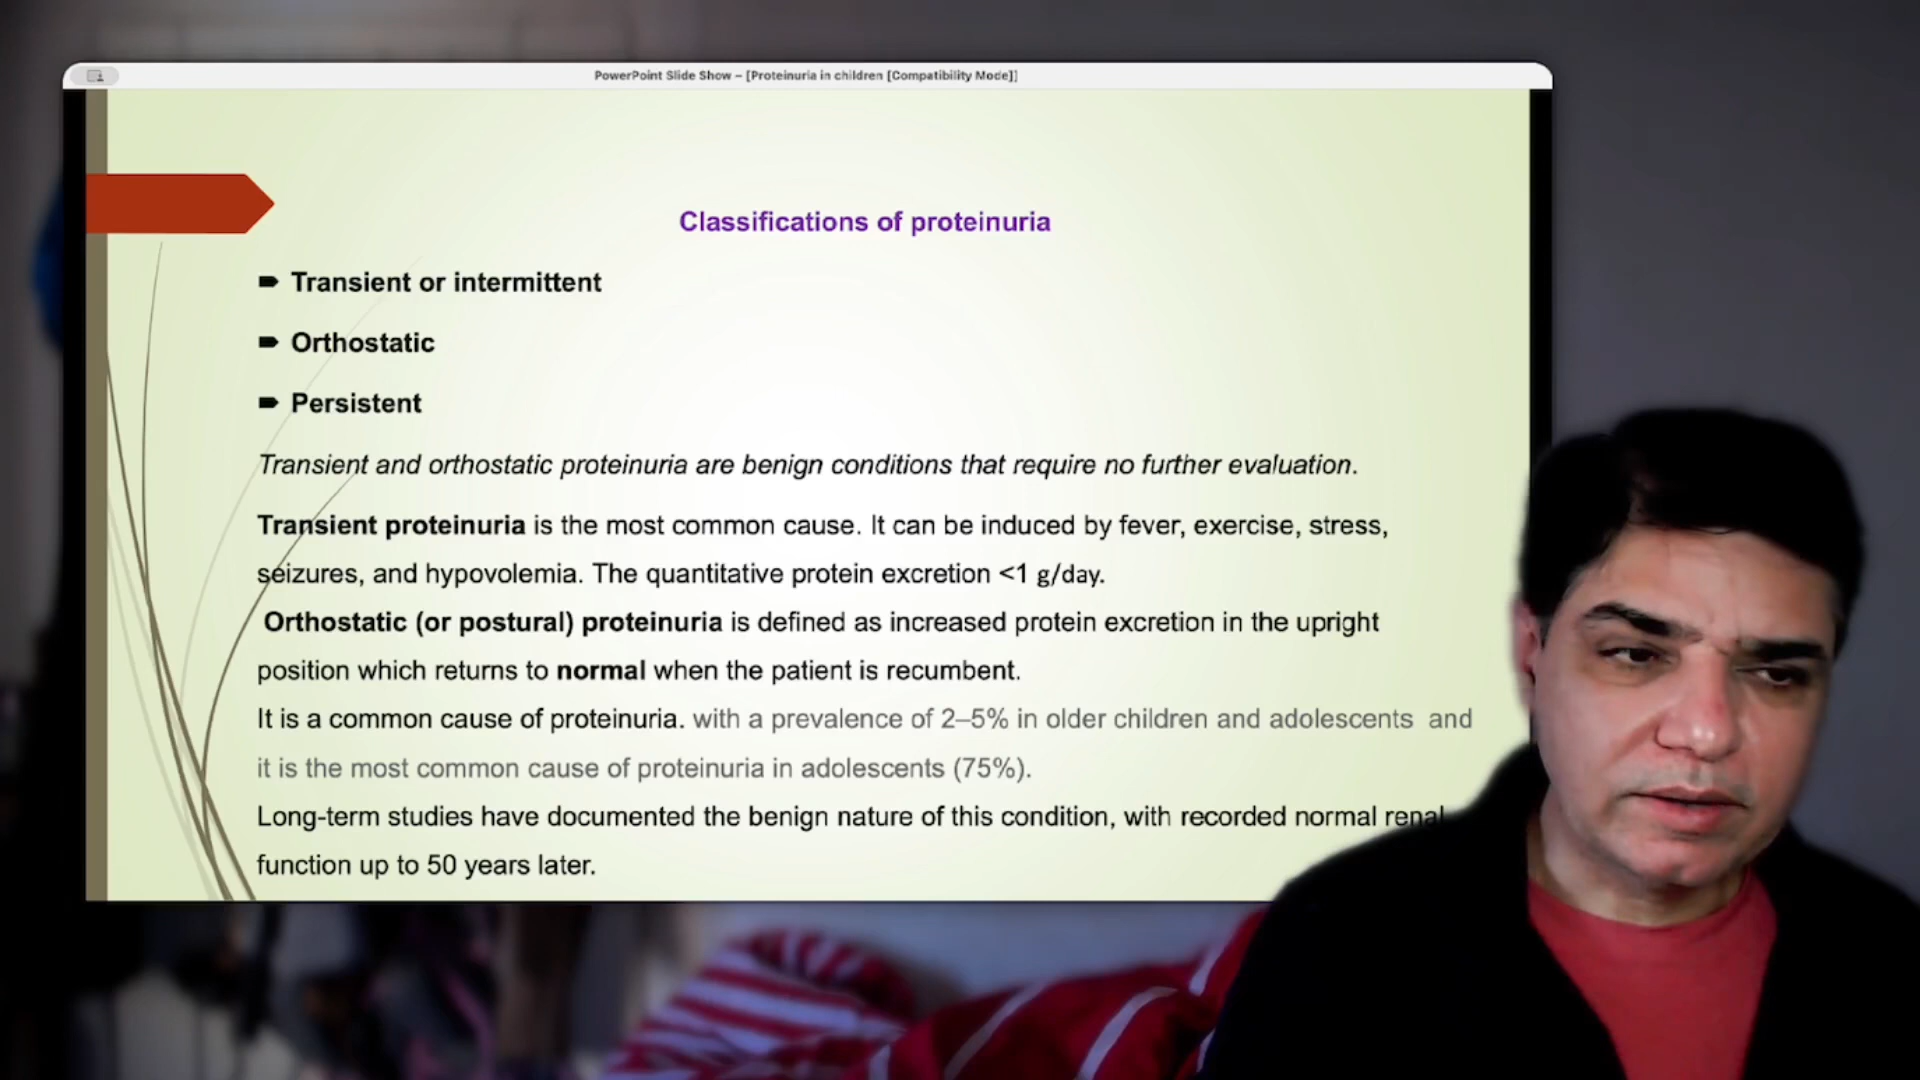 PowerPoint Slide Show – [Proteinuria in children [Compatibility Mode]]
Classifications of proteinuria
Transient or intermittent
Orthostatic
Persistent
Transient and orthostatic proteinuria are benign conditions that require no further evaluation.
Transient proteinuria is the most common cause. It can be induced by fever, exercise, stress,
seizures, and hypovolemia. The quantitative protein excretion <1 g/day.
Orthostatic (or postural) proteinuria is defined as increased protein excretion in the upright
position which returns to normal when the patient is recumbent.
It is a common cause of proteinuria. with a prevalence of 2–5% in older children and adolescents and
it is the most common cause of proteinuria in adolescents (75%).
Long-term studies have documented the benign nature of this condition, with recorded normal renal
function up to 50 years later.